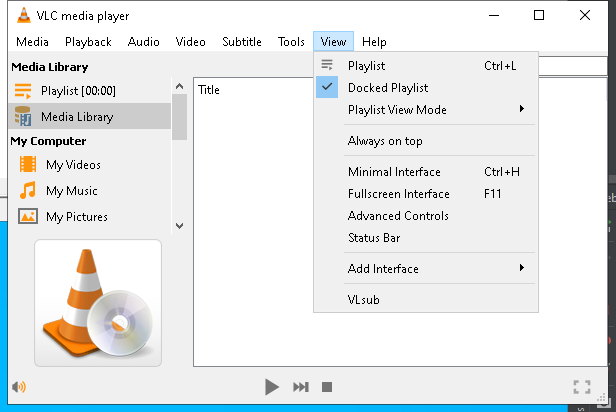 VLC media player
Media Playback Audio Video Subtitle Tools View Help
Media Library
Playlist [00:00]
Media Library
My Computer
My Videos
My Music
My Pictures
Title
Playlist Ctrl+L
Docked Playlist
Playlist View Mode
Always on top
Minimal Interface Ctrl+H
Fullscreen Interface F11
Advanced Controls
Status Bar
Add Interface
VLsub